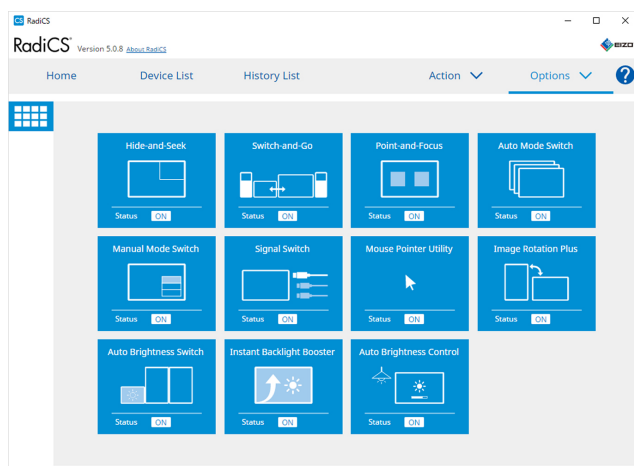 CS RadiCS
RadiCS® Version 5.0.8 About RadiCS
EIZO
Home Device List History List Action Options ?
Hide-and-Seek Switch-and-Go Point-and-Focus Auto Mode Switch
Status ON Status ON Status ON Status ON
Manual Mode Switch Signal Switch Mouse Pointer Utility Image Rotation Plus
Status ON Status ON Status ON Status ON
Auto Brightness Switch Instant Backlight Booster Auto Brightness Control
Status ON Status ON Status ON